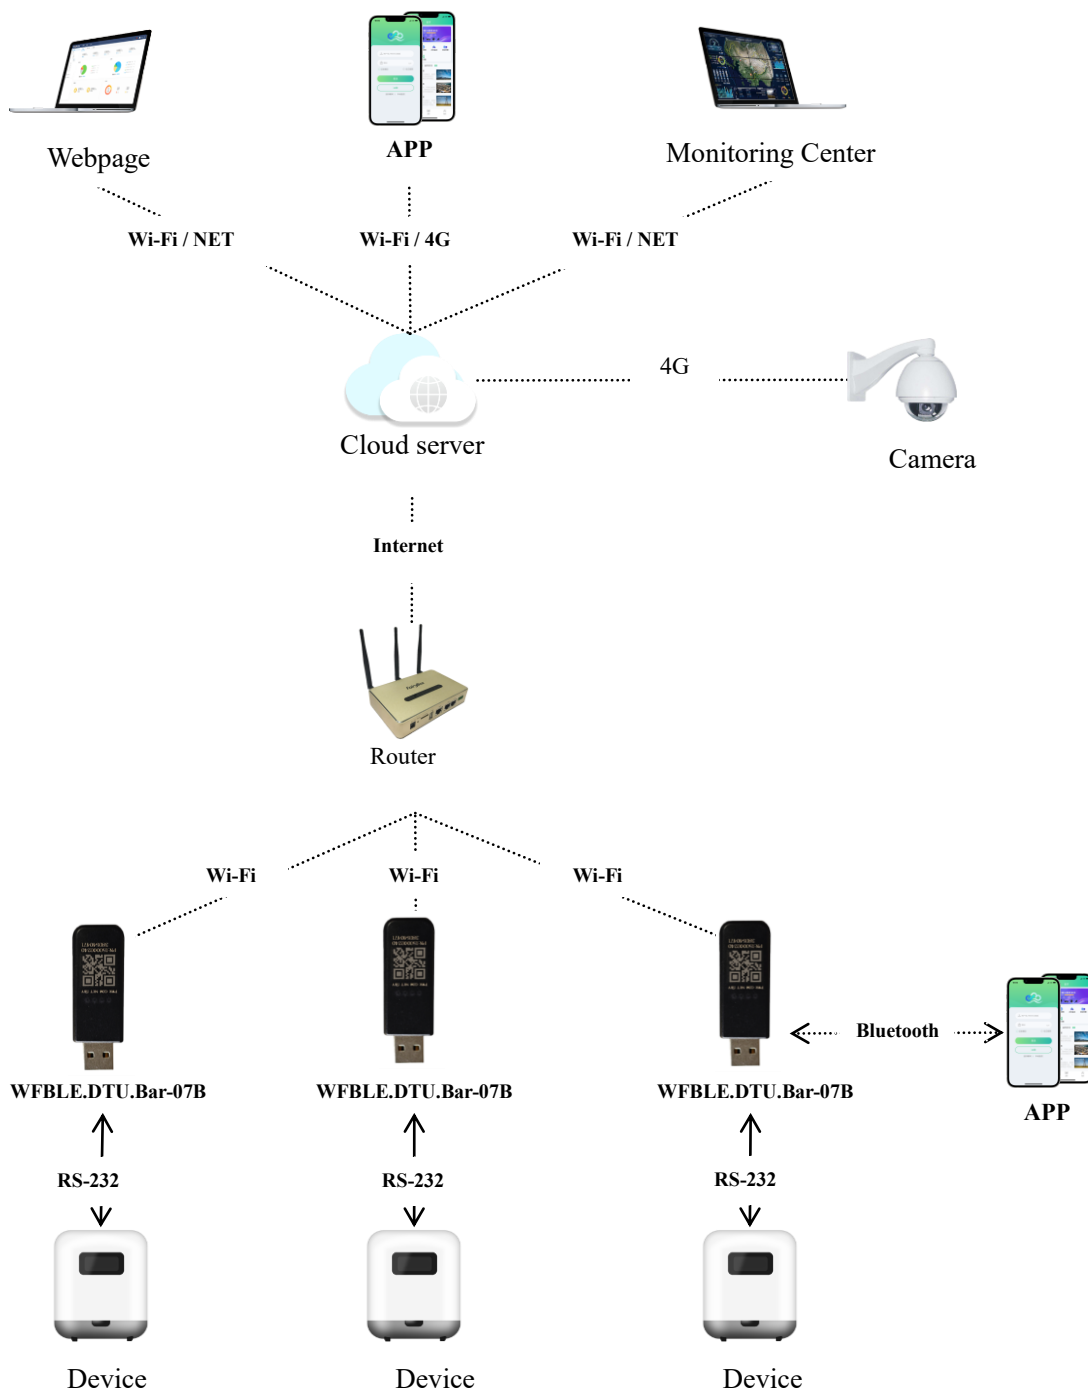 Webpage
APP
Monitoring Center
Wi-Fi / NET
Wi-Fi / 4G
Wi-Fi / NET
4G
Cloud server
Camera
Internet
Router
Wi-Fi
Wi-Fi
Wi-Fi
Bluetooth
WFBLE.DTU.Bar-07B
WFBLE.DTU.Bar-07B
WFBLE.DTU.Bar-07B
APP
RS-232
RS-232
RS-232
Device
Device
Device